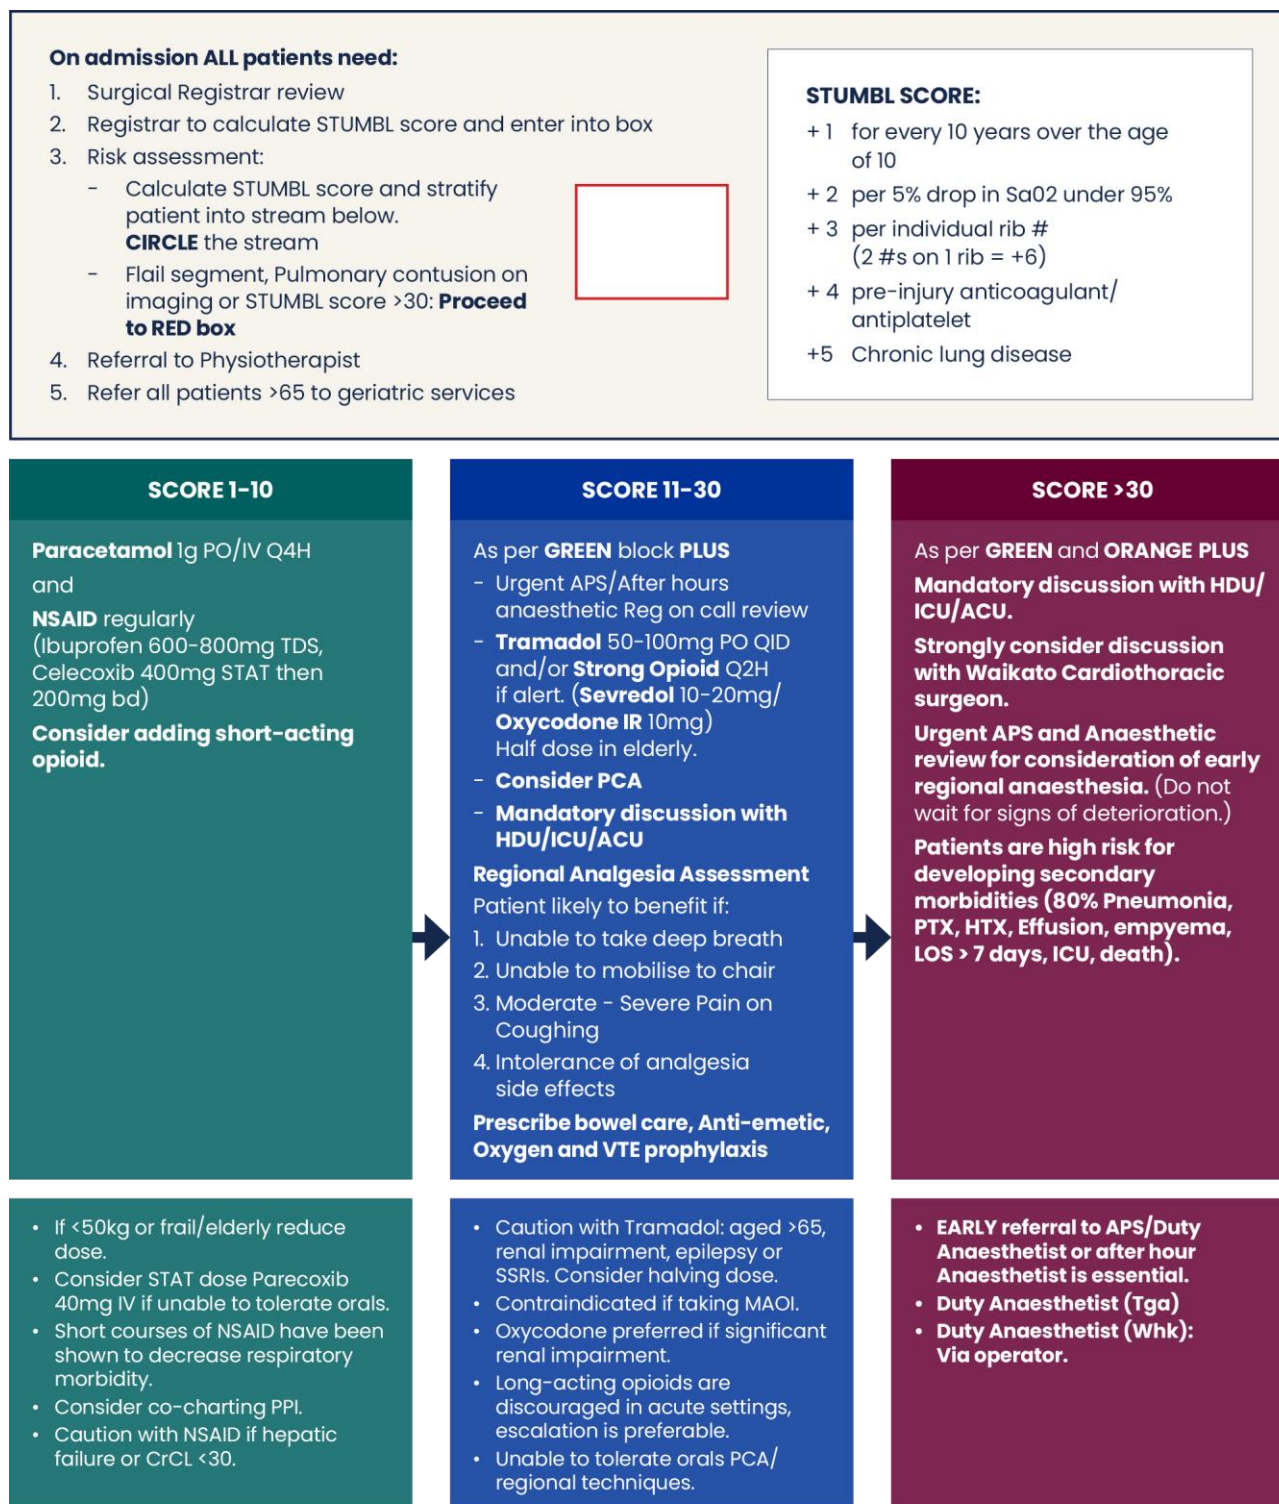 On admission ALL patients need:
1. Surgical Registrar review
2. Registrar to calculate STUMBL score and enter into box
3. Risk assessment:
- Calculate STUMBL score and stratify
patient into stream below.
CIRCLE the stream
- Flail segment, Pulmonary contusion on
imaging or STUMBL score >30: Proceed
to RED box
4. Referral to Physiotherapist
5. Refer all patients >65 to geriatric services
STUMBL SCORE:
+ 1 for every 10 years over the age
of 10
+ 2 per 5% drop in Sa02 under 95%
+ 3 per individual rib #
(2 #s on 1 rib = +6)
+ 4 pre-injury anticoagulant/
antiplatelet
+5 Chronic lung disease
SCORE 1-10
Paracetamol 1g PO/IV Q4H
and
NSAID regularly
(Ibuprofen 600-800mg TDS,
Celecoxib 400mg STAT then
200mg bd)
Consider adding short-acting
opioid.
SCORE 11-30
As per GREEN block PLUS
- Urgent APS/After hours
anaesthetic Reg on call review
- Tramadol 50-100mg PO QID
and/or Strong Opioid Q2H
if alert. (Sevredol 10-20mg/
Oxycodone IR 10mg)
Half dose in elderly.
- Consider PCA
- Mandatory discussion with
HDU/ICU/ACU
Regional Analgesia Assessment
Patient likely to benefit if:
1. Unable to take deep breath
2. Unable to mobilise to chair
3. Moderate - Severe Pain on
Coughing
4. Intolerance of analgesia
side effects
Prescribe bowel care, Anti-emetic,
Oxygen and VTE prophylaxis
SCORE >30
As per GREEN and ORANGE PLUS
Mandatory discussion with HDU/
ICU/ACU.
Strongly consider discussion
with Waikato Cardiothoracic
surgeon.
Urgent APS and Anaesthetic
review for consideration of early
regional anaesthesia. (Do not
wait for signs of deterioration.)
Patients are high risk for
developing secondary
morbidities (80% Pneumonia,
PTX, HTX, Effusion, empyema,
LOS > 7 days, ICU, death).
• If <50kg or frail/elderly reduce
dose.
• Consider STAT dose Parecoxib
40mg IV if unable to tolerate orals.
• Short courses of NSAID have been
shown to decrease respiratory
morbidity.
• Consider co-charting PPI.
• Caution with NSAID if hepatic
failure or CrCL <30.
• Caution with Tramadol: aged >65,
renal impairment, epilepsy or
SSRIs. Consider halving dose.
• Contraindicated if taking MAOI.
• Oxycodone preferred if significant
renal impairment.
• Long-acting opioids are
discouraged in acute settings,
escalation is preferable.
• Unable to tolerate orals PCA/
regional techniques.
• EARLY referral to APS/Duty
Anaesthetist or after hour
Anaesthetist is essential.
• Duty Anaesthetist (Tga)
• Duty Anaesthetist (Whk):
Via operator.